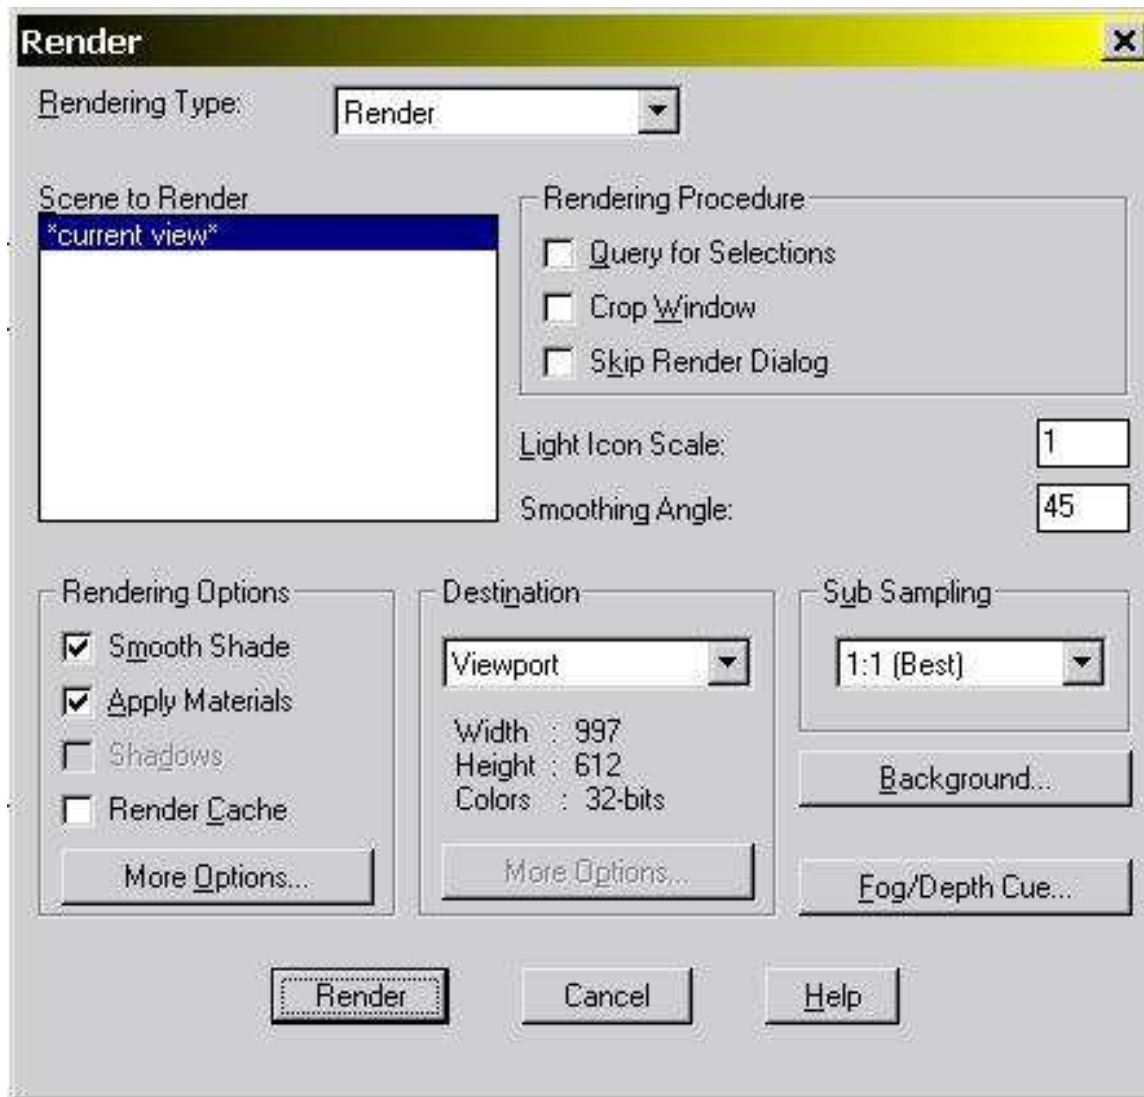 Render
Rendering Type:
Render
Scene to Render
*current view*
Rendering Procedure
Query for Selections
Crop Window
Skip Render Dialog
Light Icon Scale:
1
Smoothing Angle:
45
Rendering Options
Smooth Shade
Apply Materials
Shadows
Render Cache
More Options...
Destination
Viewport
Width : 997
Height : 612
Colors : 32-bits
More Options...
Sub Sampling
1:1 (Best)
Background...
Fog/Depth Cue...
Render
Cancel
Help